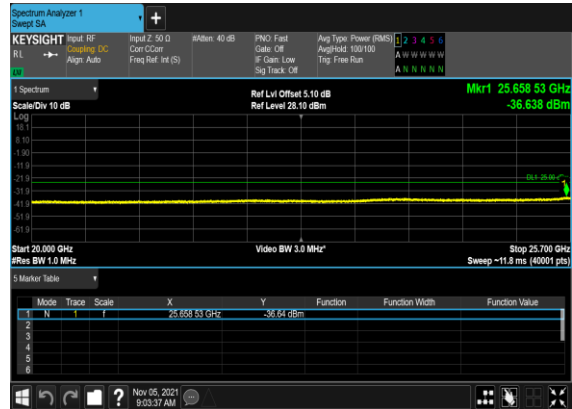 Spectrum Analyzer 1
Swept SA
KEYSIGHT Input: RF Input Z: 50 Ω #Atten: 40 dB PNO: Fast Avg Type: Power (RMS) 1 2 3 4 5 6
RL Coupling: DC Corr CCorr Gate: Off Avg|Hold: 100/100 A W W W W W
Align: Auto Freq Ref: Int (S) IF Gain: Low Trig: Free Run
Sig Track: Off A N N N N N
1 Spectrum Ref Lvl Offset 5.10 dB Mkr1 25.658 53 GHz
Scale/Div 10 dB Ref Level 28.10 dBm -36.638 dBm
Log
18.1
8.10
-1.90
-11.9
-21.9 DL1 -25.00
-31.9
-41.9
-51.9
-61.9
Start 20.000 GHz Video BW 3.0 MHz* Stop 25.700 GHz
#Res BW 1.0 MHz Sweep ~11.8 ms (40001 pts)
5 Marker Table
Mode Trace Scale X Y Function Function Width Function Value
1 N 1 f 25.658 53 GHz -36.64 dBm
2
3
4
5
6
? Nov 05, 2021
9:03:37 AM